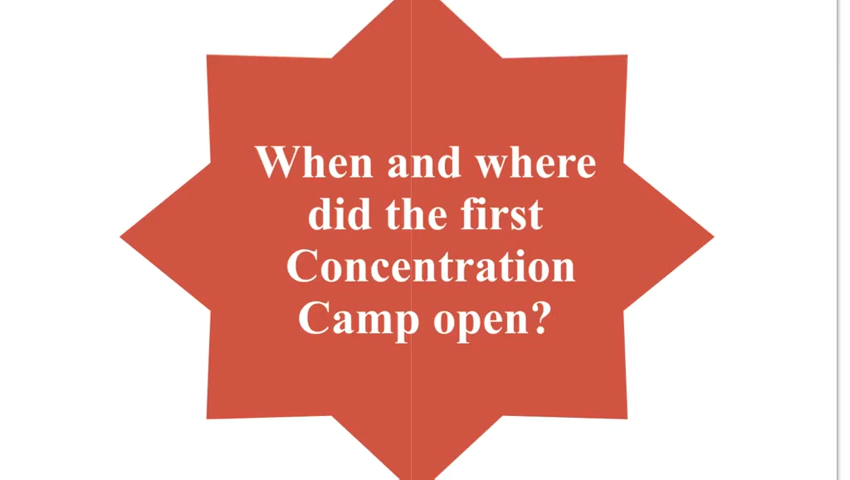 When and where
did the first
Concentration
Camp open?